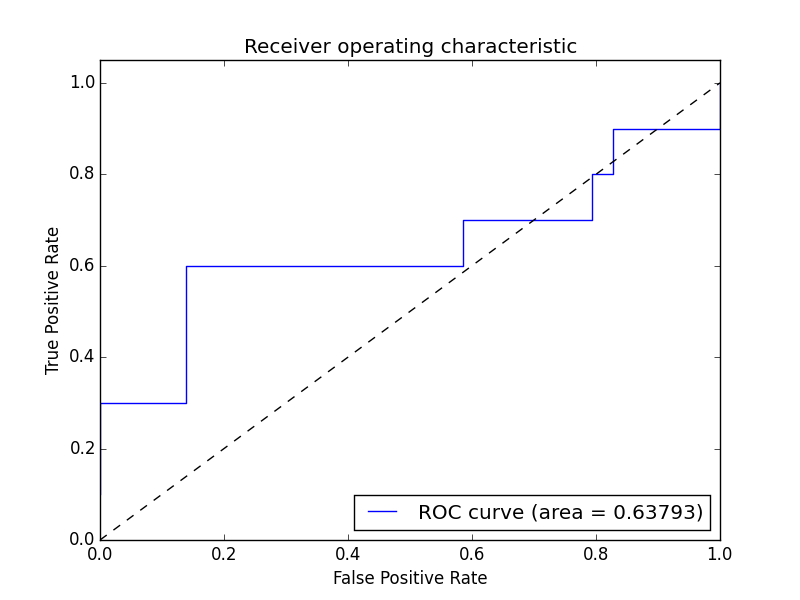 Receiver operating characteristic
True Positive Rate
1.0
0.8
0.6
0.4
0.2
0.0
ROC curve (area = 0.63793)
0.0 0.2 0.4 0.6 0.8 1.0
False Positive Rate